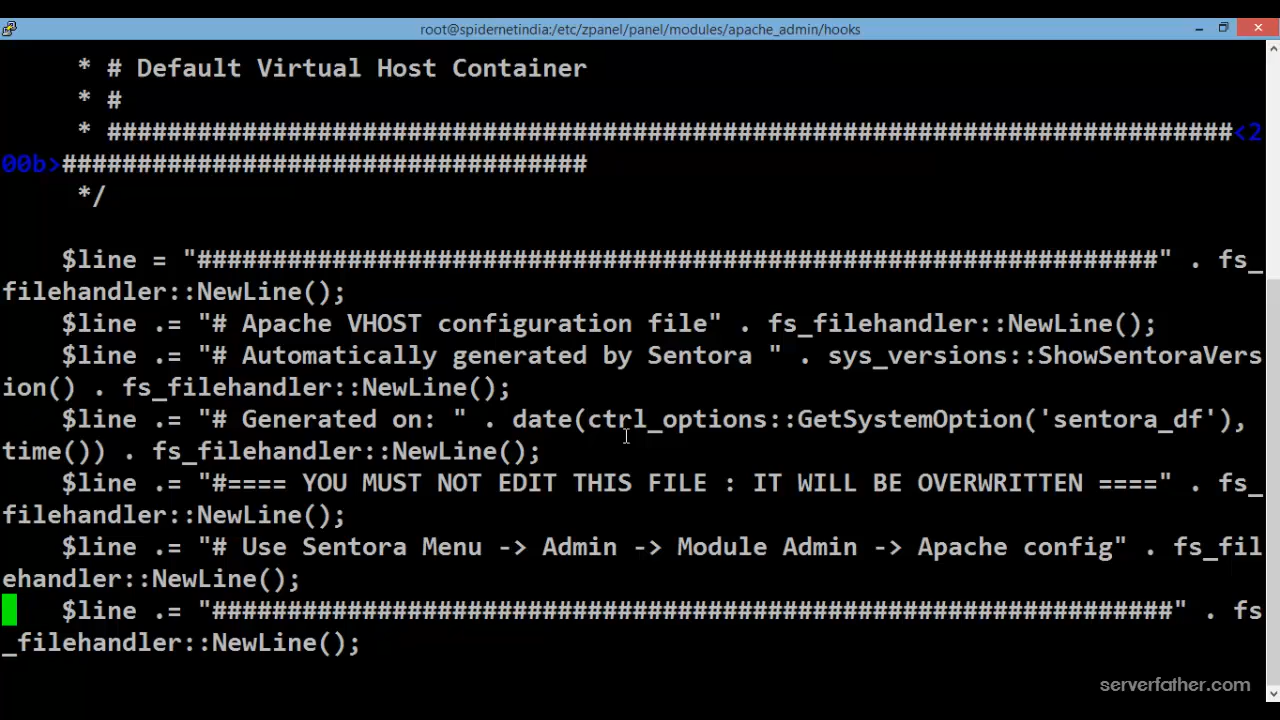 root@spidernetindia:/etc/zpanel/panel/modules/apache_admin/hooks
* # Default Virtual Host Container
* #
* ###########################################################################<2
00b>###################################
*/
$line = "################################################################" . fs_
filehandler::NewLine();
$line .= "# Apache VHOST configuration file" . fs_filehandler::NewLine();
$line .= "# Automatically generated by Sentora " . sys_versions::ShowSentoraVers
ion() . fs_filehandler::NewLine();
$line .= "# Generated on: " . date(ctrl_options::GetSystemOption('sentora_df'),
time()) . fs_filehandler::NewLine();
$line .= "#==== YOU MUST NOT EDIT THIS FILE : IT WILL BE OVERWRITTEN ====" . fs_
filehandler::NewLine();
$line .= "# Use Sentora Menu -> Admin -> Module Admin -> Apache config" . fs_fil
ehandler::NewLine();
$line .= "################################################################" . fs
_filehandler::NewLine();
serverfather.com